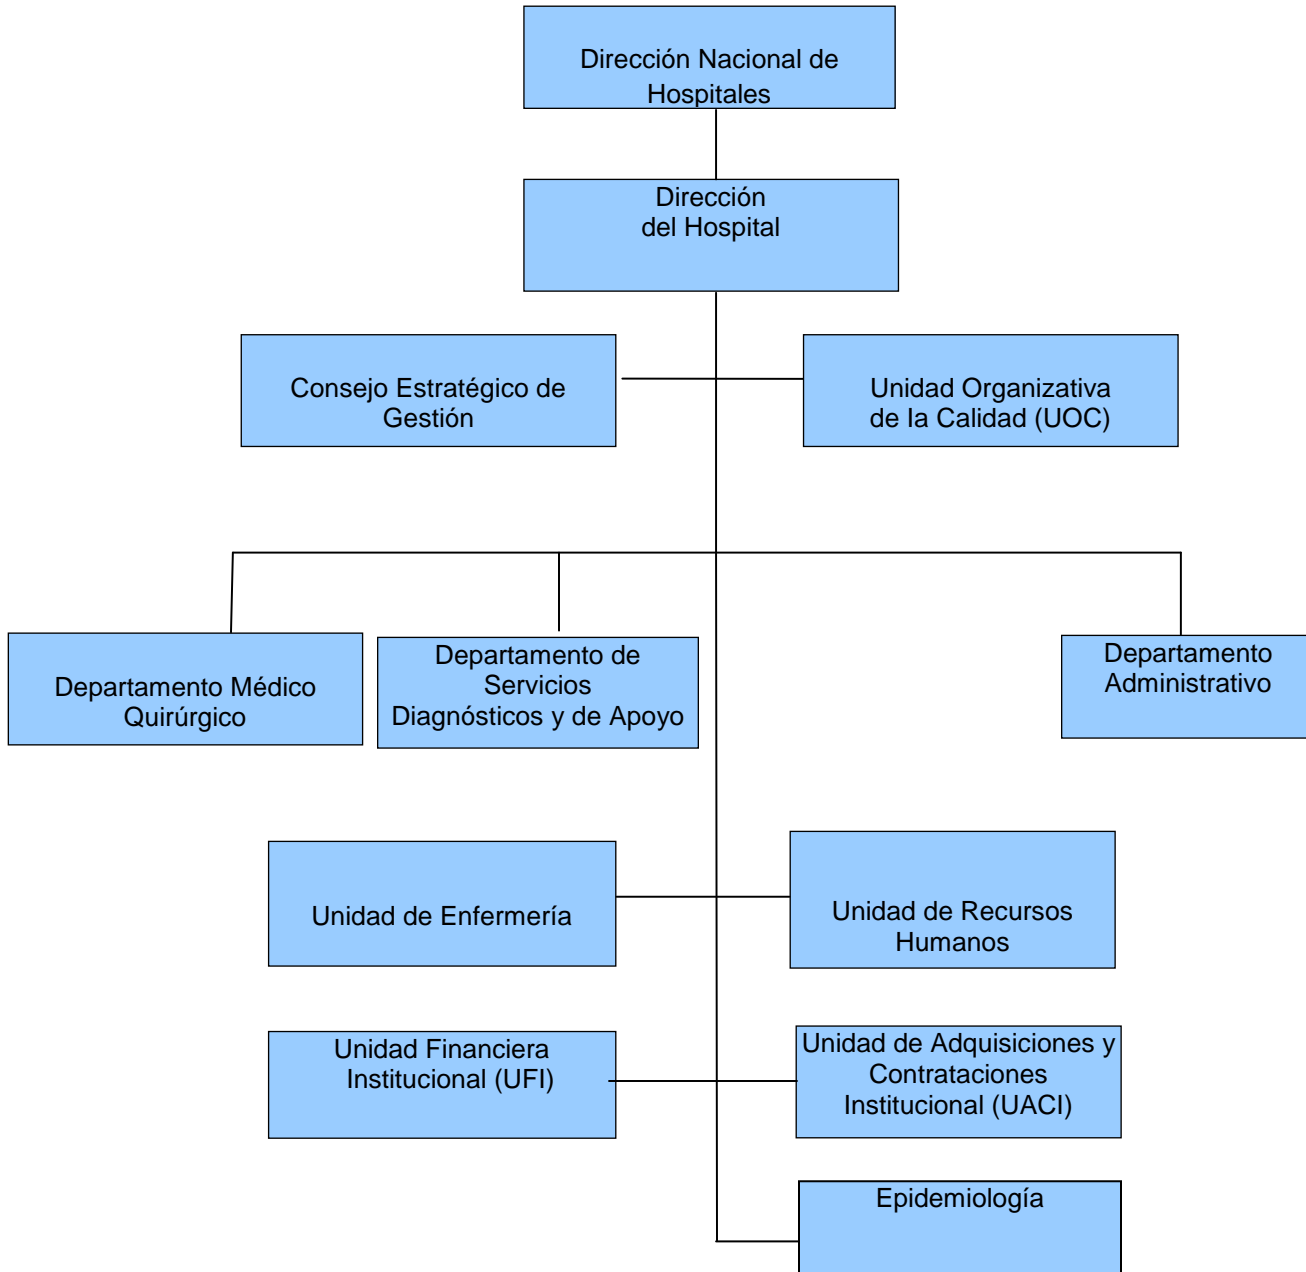 Dirección Nacional de
Hospitales
Dirección
del Hospital
Consejo Estratégico de
Gestión
Unidad Organizativa
de la Calidad (UOC)
Departamento Médico
Quirúrgico
Departamento de
Servicios
Diagnósticos y de Apoyo
Departamento
Administrativo
Unidad de Enfermería
Unidad de Recursos
Humanos
Unidad Financiera
Institucional (UFI)
Unidad de Adquisiciones y
Contrataciones
Institucional (UACI)
Epidemiología